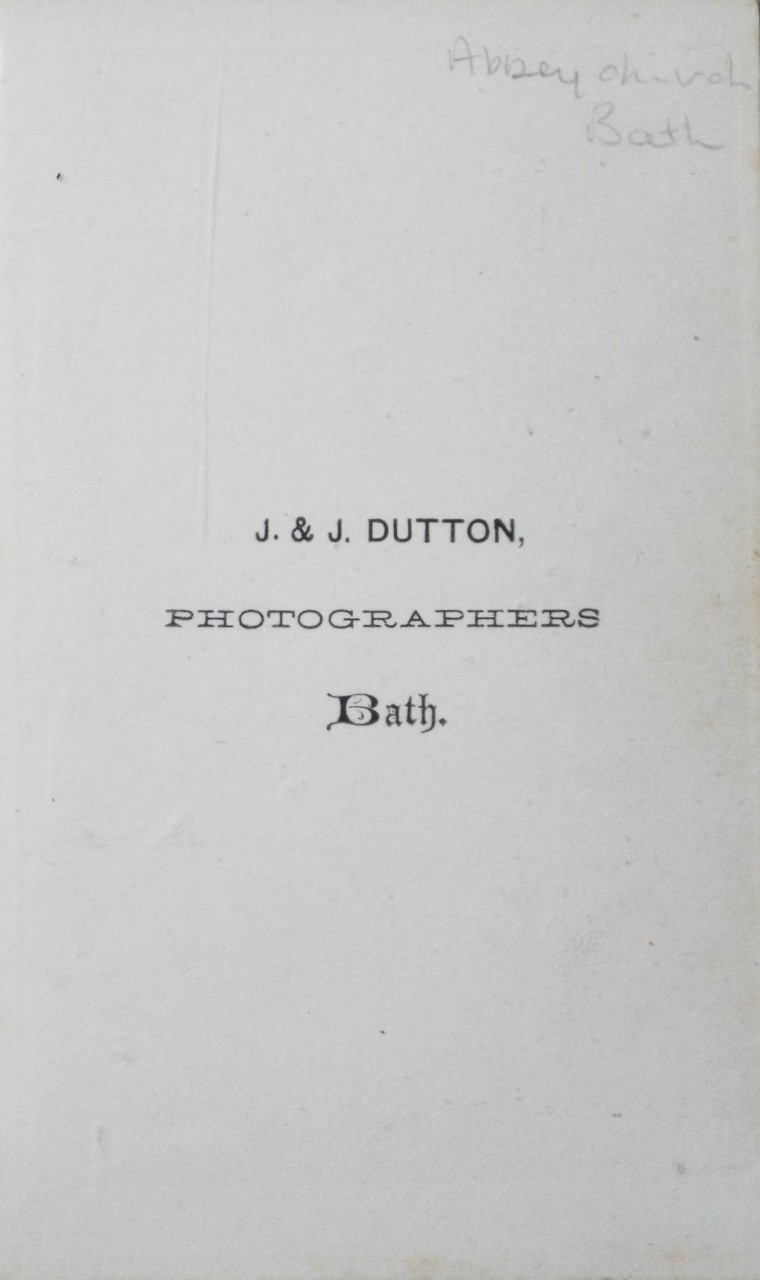 Abbey church
Bath
J. & J. DUTTON,
PHOTOGRAPHERS
Bath.